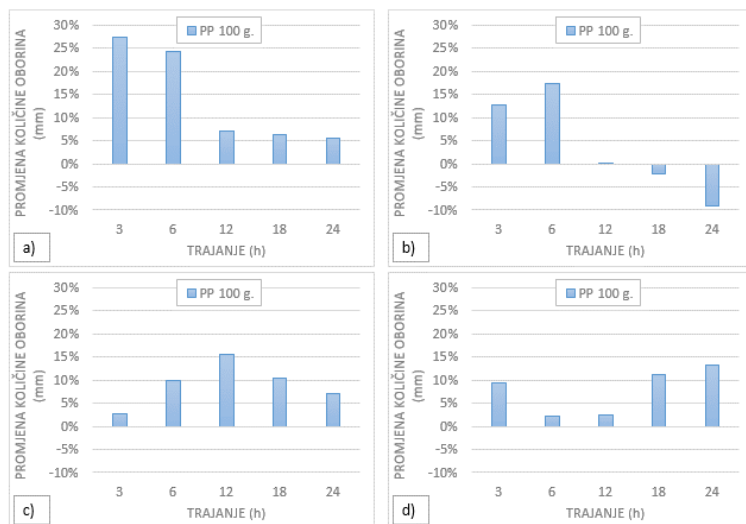 PP 100 g.
PROMJENA KOLIČINE OBORINA
(mm)
30%
25%
20%
15%
10%
5%
0%
-5%
-10%
3 6 12 18 24
TRAJANJE (h)
a)
PP 100 g.
PROMJENA KOLIČINE OBORINA
(mm)
30%
25%
20%
15%
10%
5%
0%
-5%
-10%
3 6 12 18 24
TRAJANJE (h)
b)
PP 100 g.
PROMJENA KOLIČINE OBORINA
(mm)
30%
25%
20%
15%
10%
5%
0%
-5%
-10%
3 6 12 18 24
TRAJANJE (h)
c)
PP 100 g.
PROMJENA KOLIČINE OBORINA
(mm)
30%
25%
20%
15%
10%
5%
0%
-5%
-10%
3 6 12 18 24
TRAJANJE (h)
d)